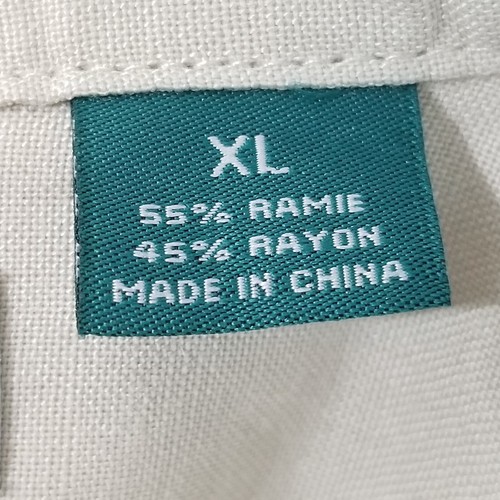 XL
55% RAMIE
45% RAYON
MADE IN CHINA